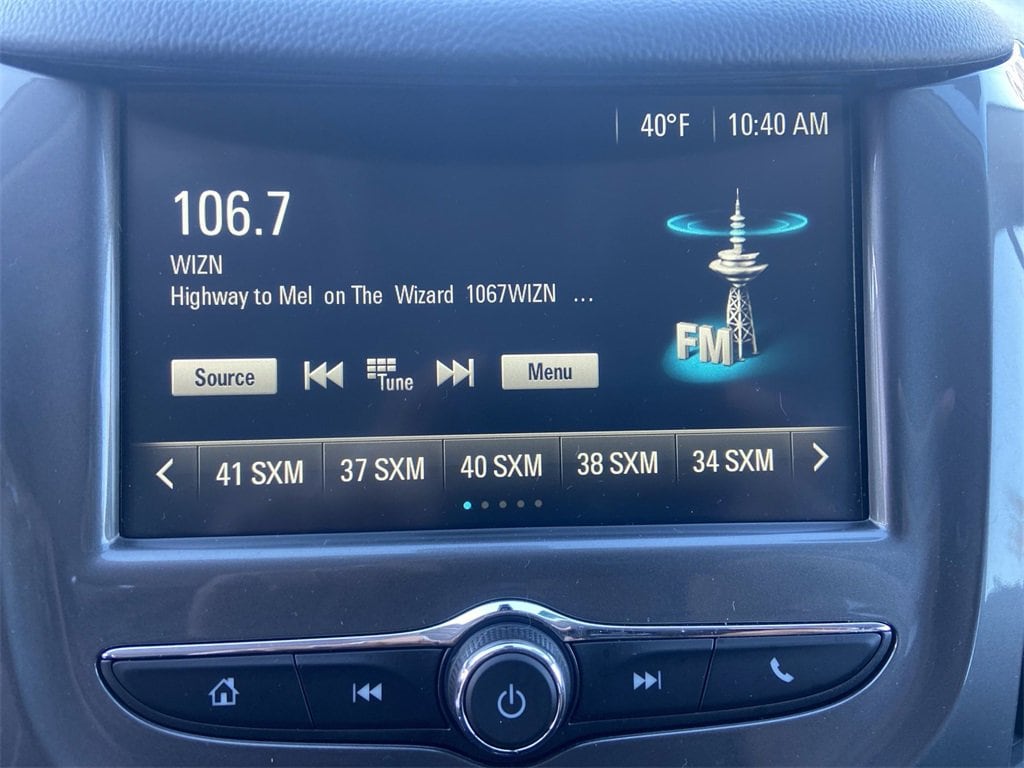 40°F 10:40 AM
106.7
WIZN
Highway to Mel on The Wizard 1067WIZN ...
FM
Source Tune Menu
< 41 SXM 37 SXM 40 SXM 38 SXM 34 SXM >